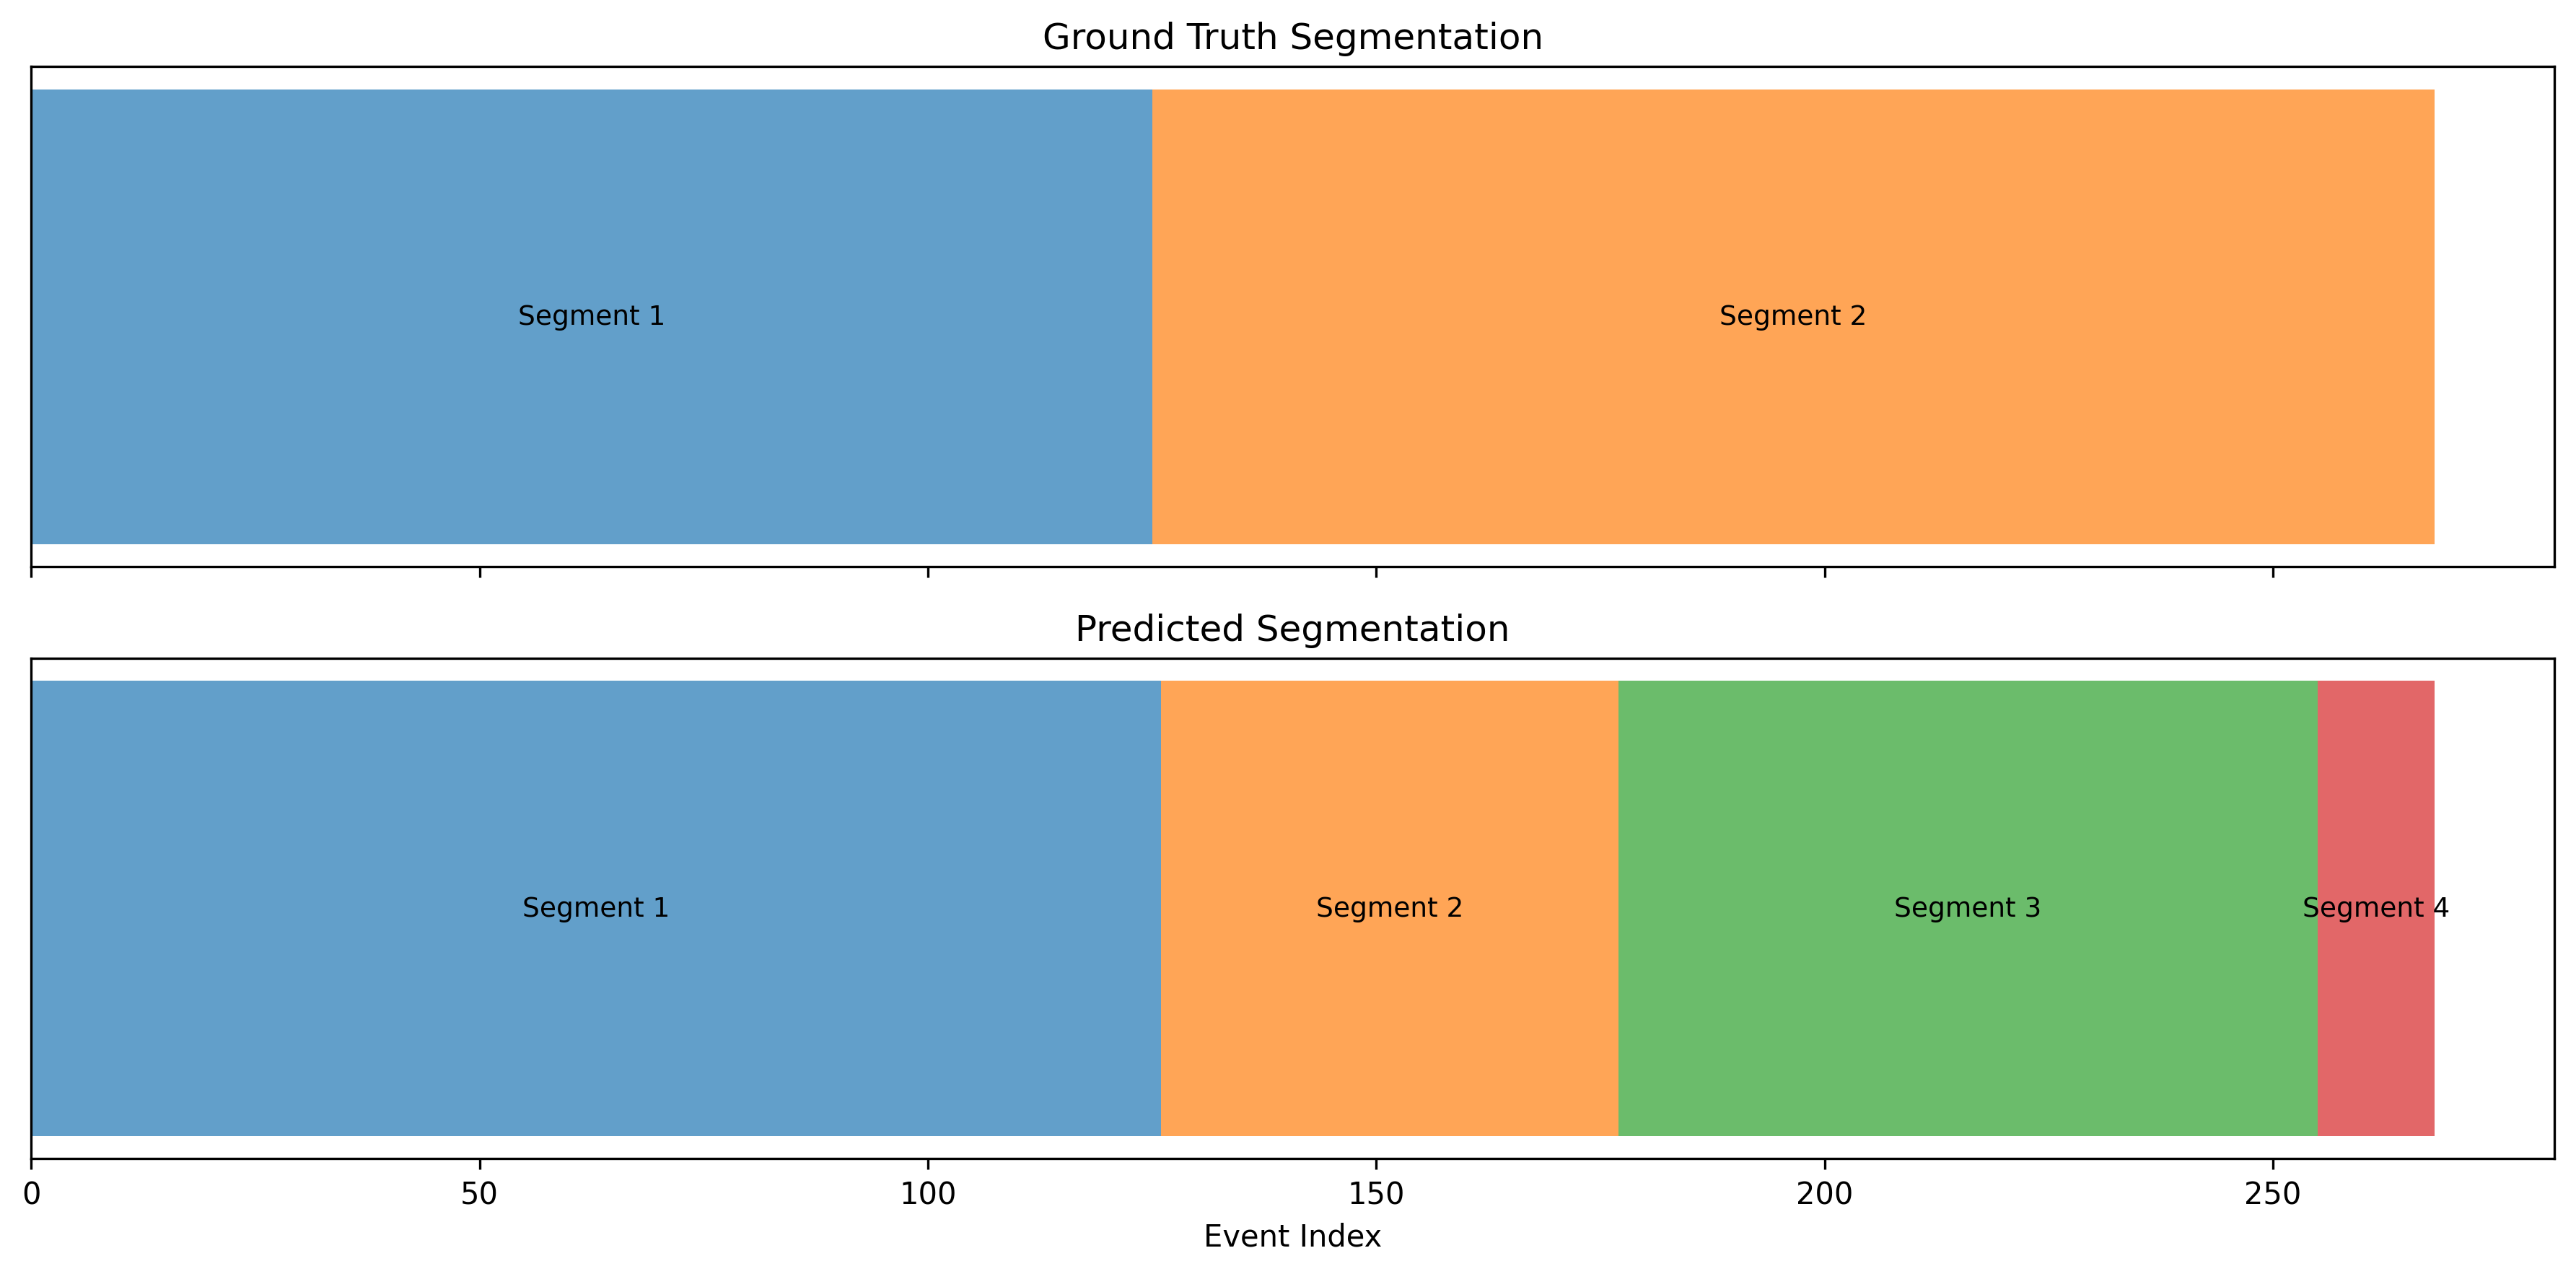 Ground Truth Segmentation
Segment 1 Segment 2
Predicted Segmentation
Segment 1 Segment 2 Segment 3 Segment 4
0 50 100 150 200 250
Event Index